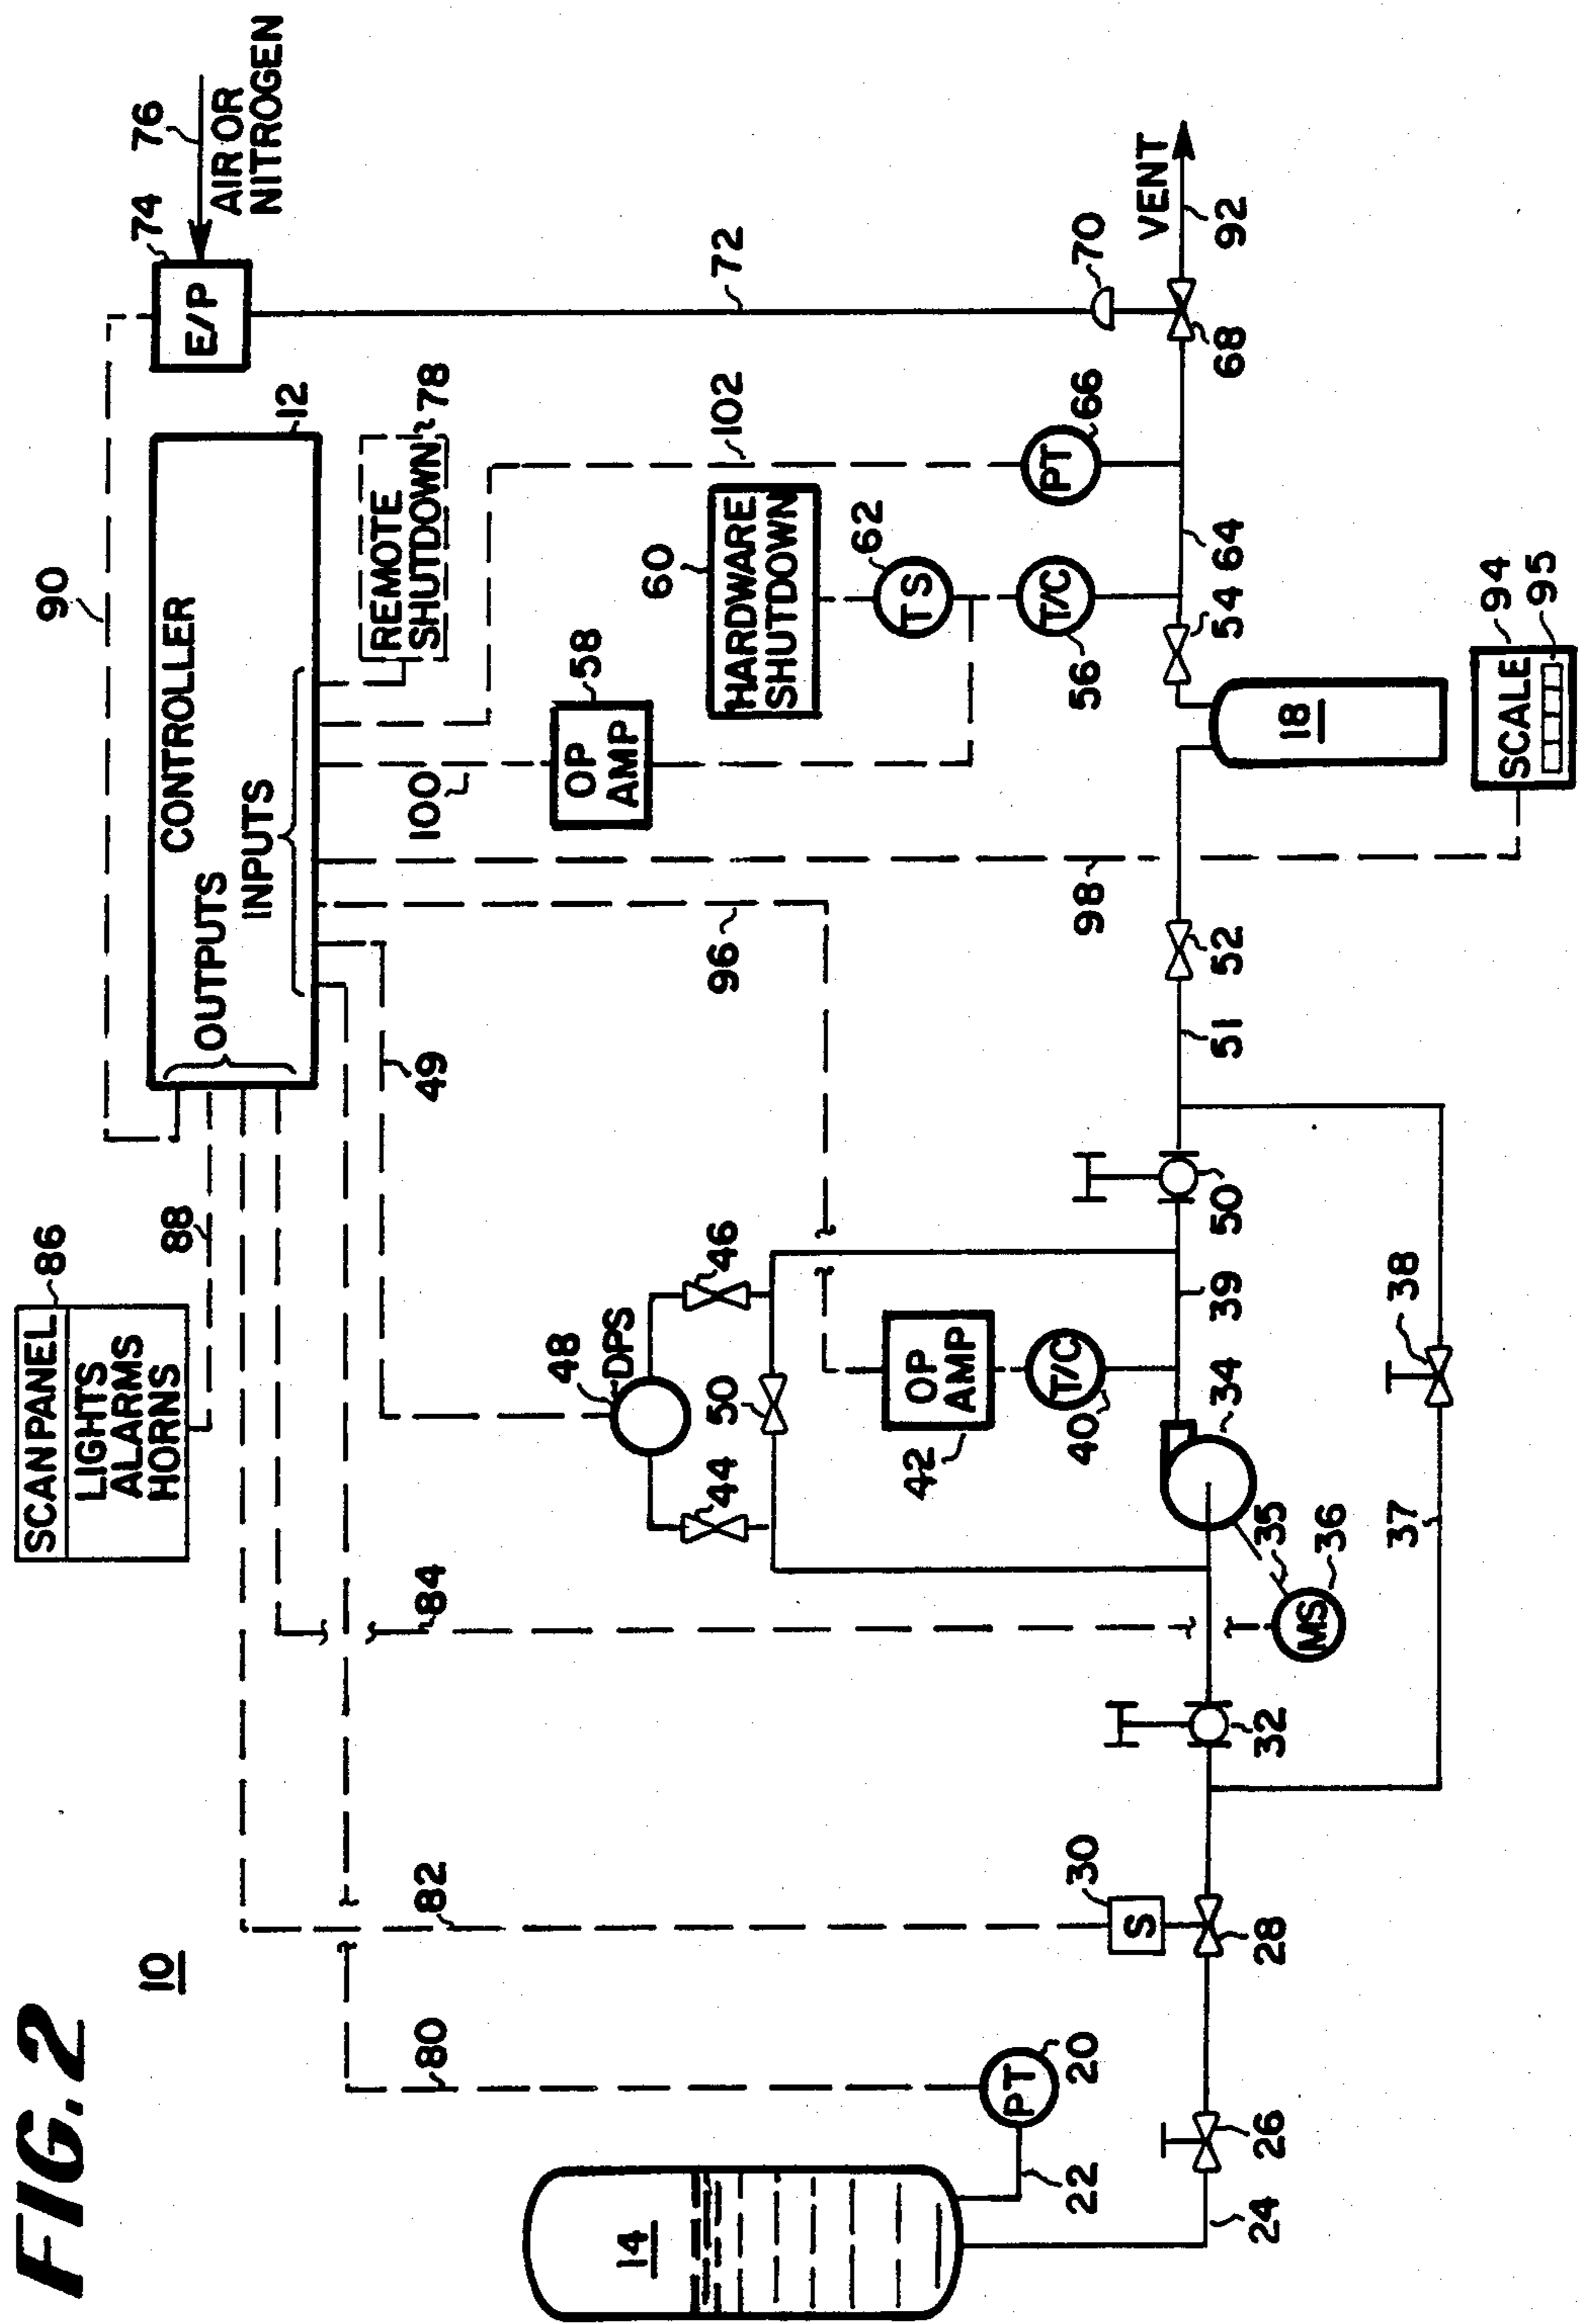 FIG. 2
10
SCAN PANEL
LIGHTS
ALARMS
HORNS
86
88
90
CONTROLLER
OUTPUTS
INPUTS
12
E/P
74
76
AIR OR
NITROGEN
REMOTE
SHUTDOWN
78
80
82
84
49
96
98
100
102
72
OP
AMP
58
HARDWARE
SHUTDOWN
60
TS
62
T/C
56
PT
66
70
VENT
92
68
64
54
18
SCALE
94
95
52
51
50
39
46
48
DPS
50
44
OP
AMP
42
T/C
40
34
35
MS
36
37
38
32
30
S
28
26
24
22
PT
20
14